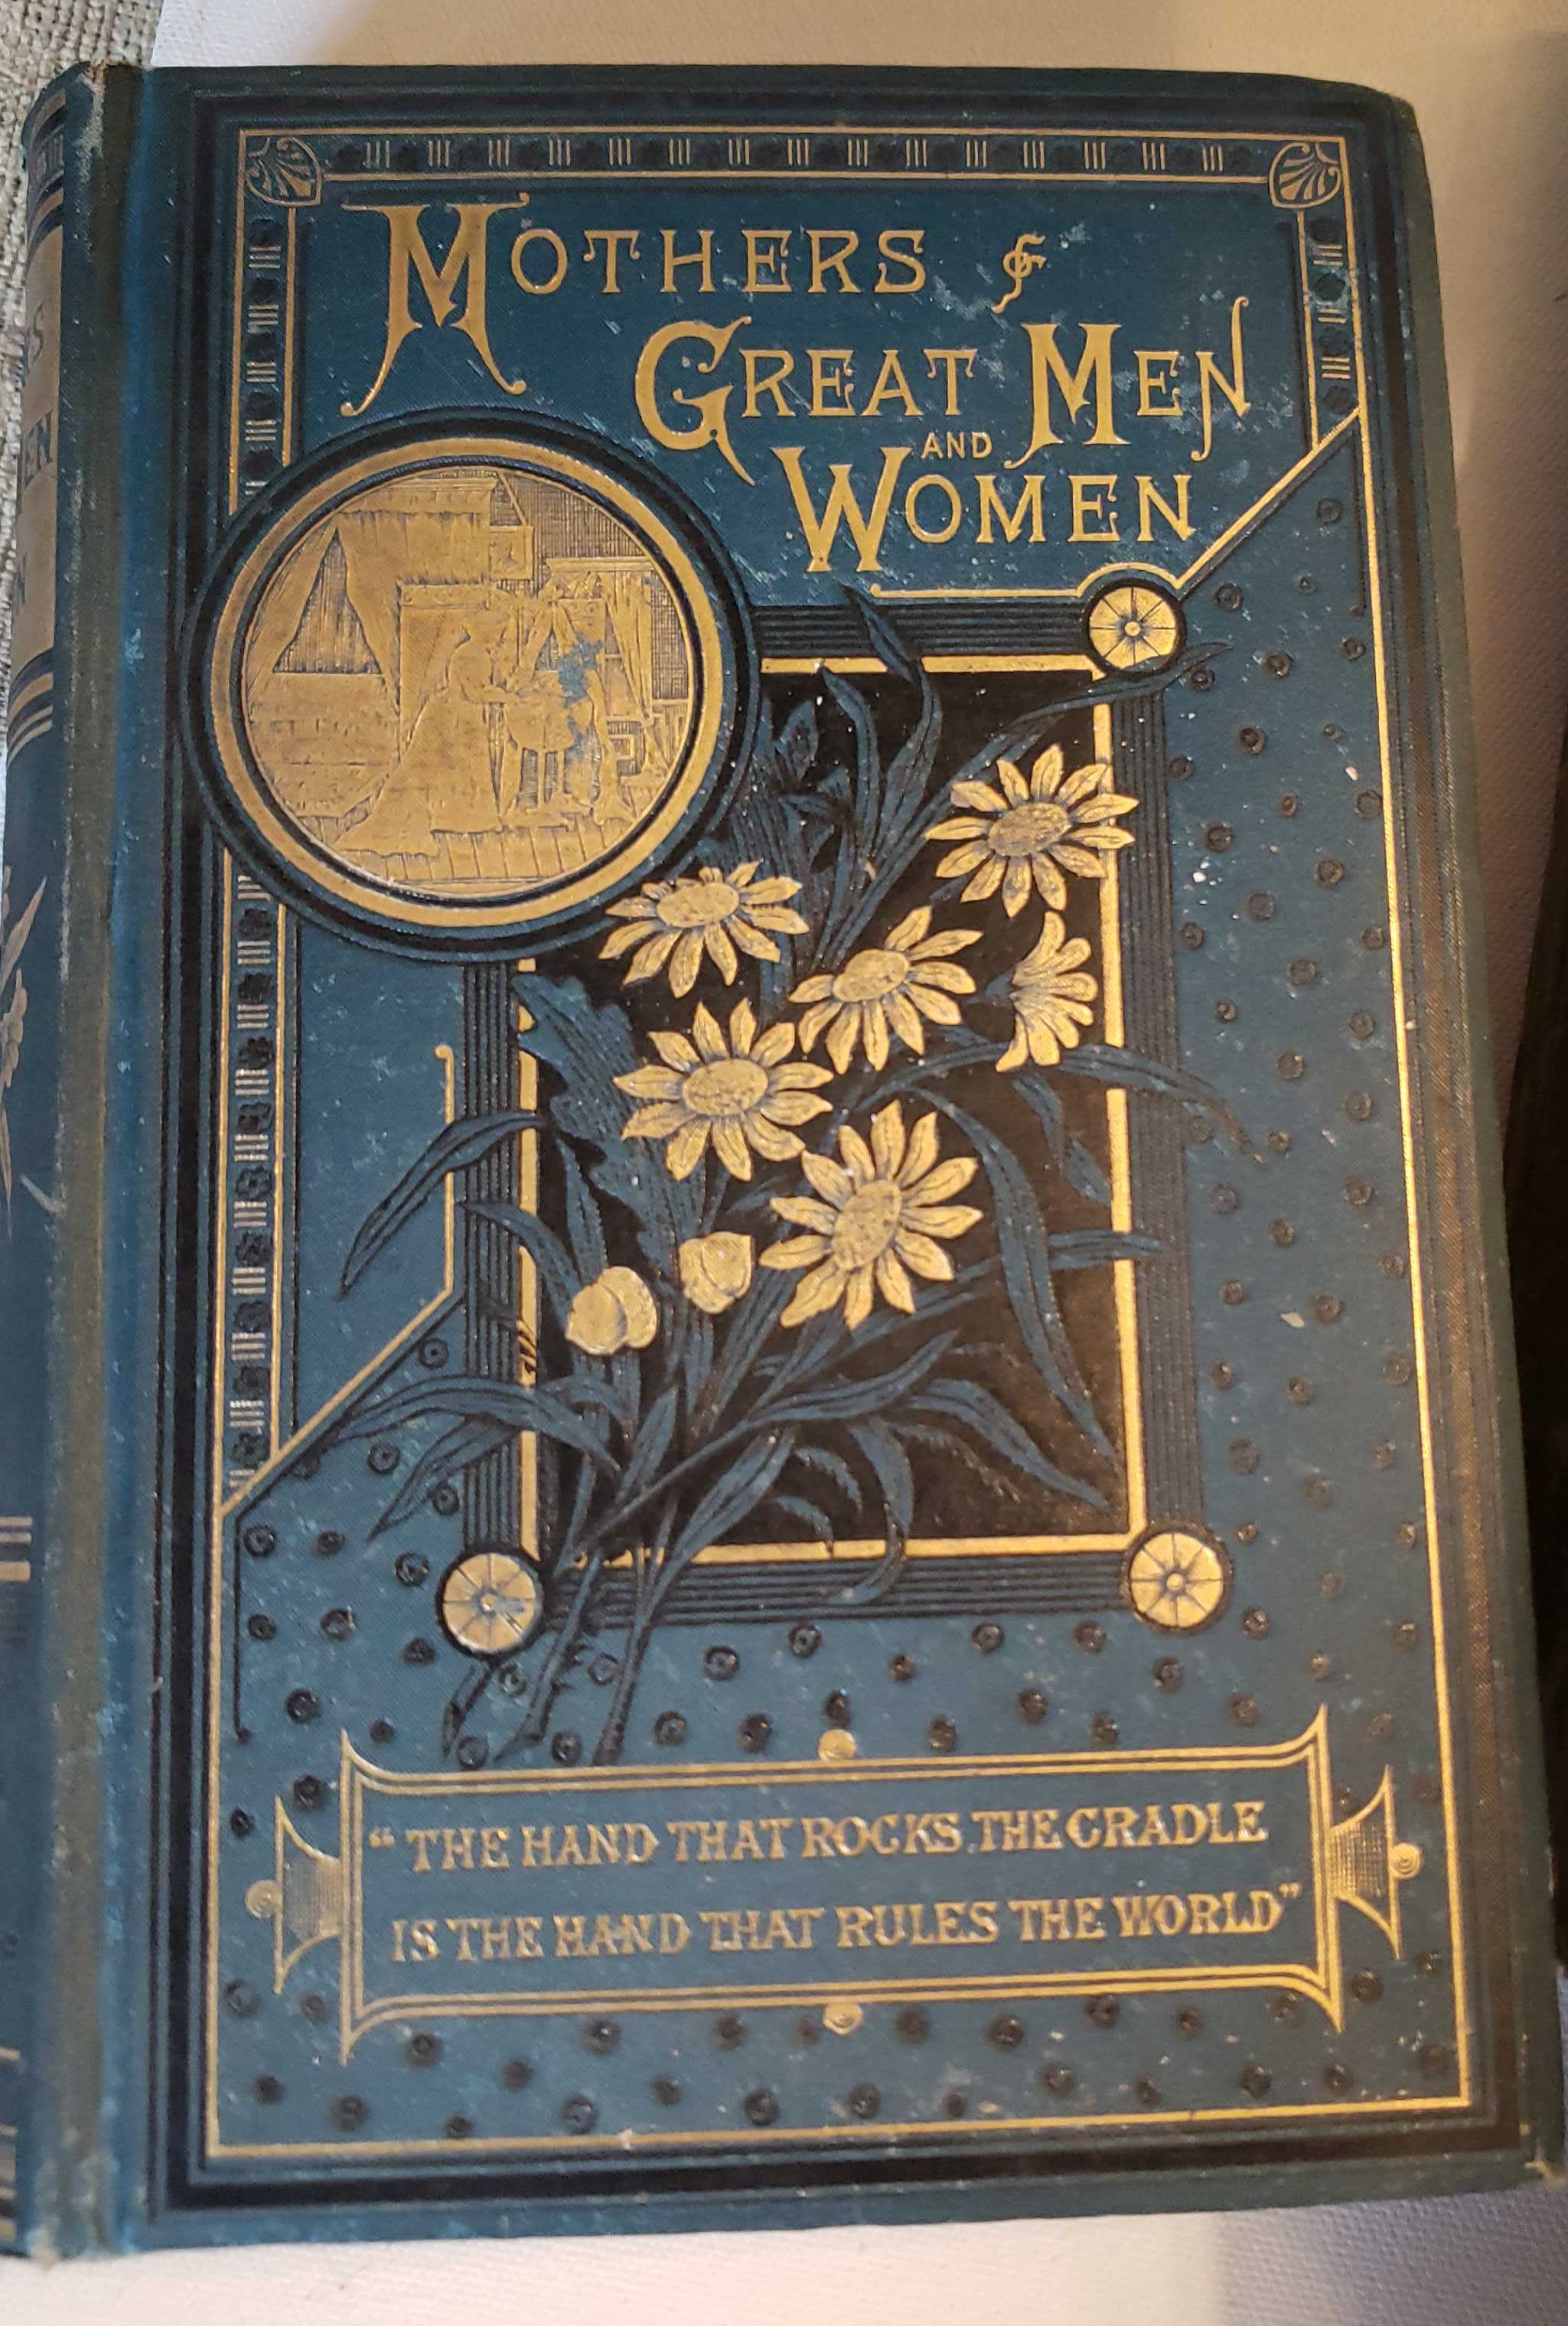 MOTHERS OF
GREAT MEN
AND
WOMEN
“THE HAND THAT ROCKS THE CRADLE
IS THE HAND THAT RULES THE WORLD”